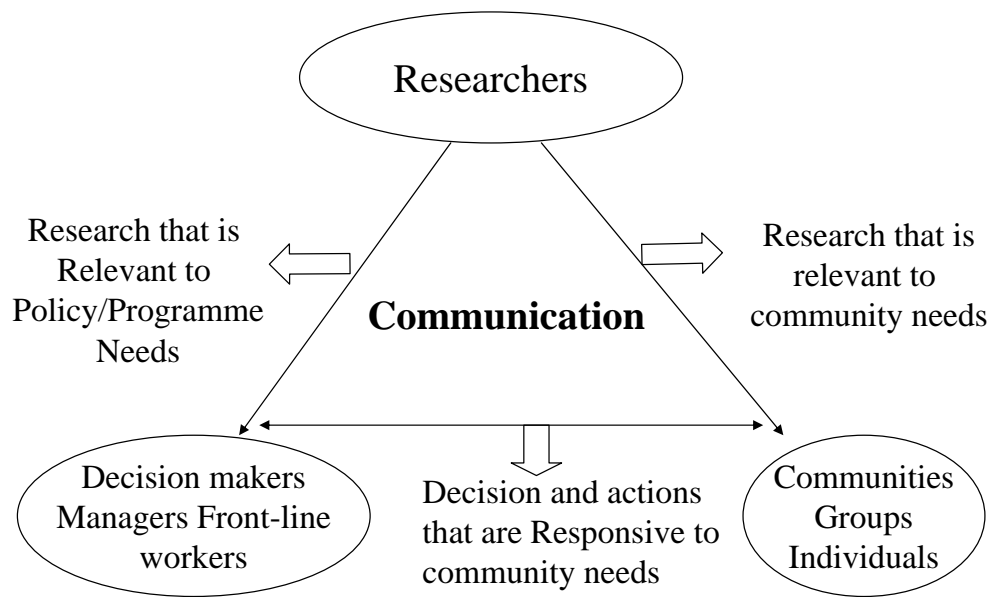 Researchers
Research that is
Relevant to
Policy/Programme
Needs
Research that is
relevant to
community needs
Communication
Decision makers
Managers Front-line
workers
Decision and actions
that are Responsive to
community needs
Communities
Groups
Individuals